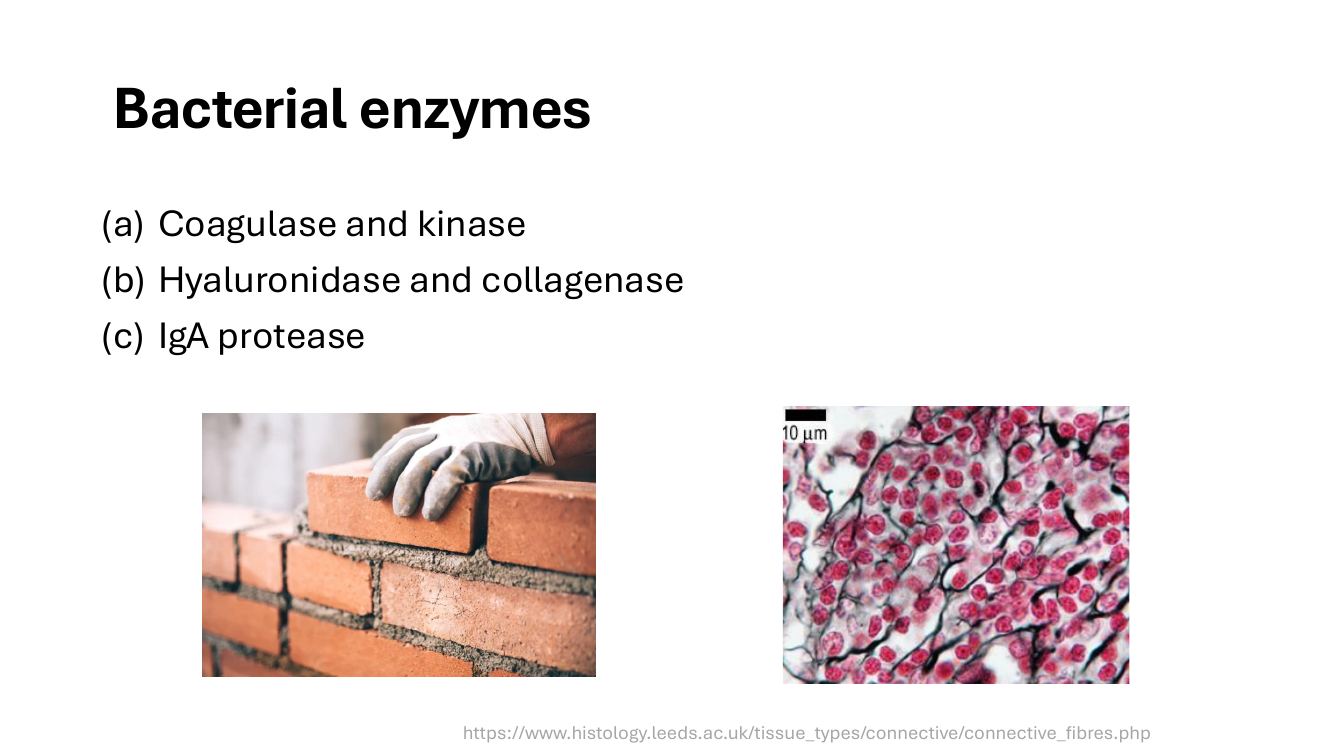 Bacterial enzymes
(a) Coagulase and kinase
(b) Hyaluronidase and collagenase
(c) IgA protease
10 μm
https://www.histology.leeds.ac.uk/tissue_types/connective/connective_fibres.php